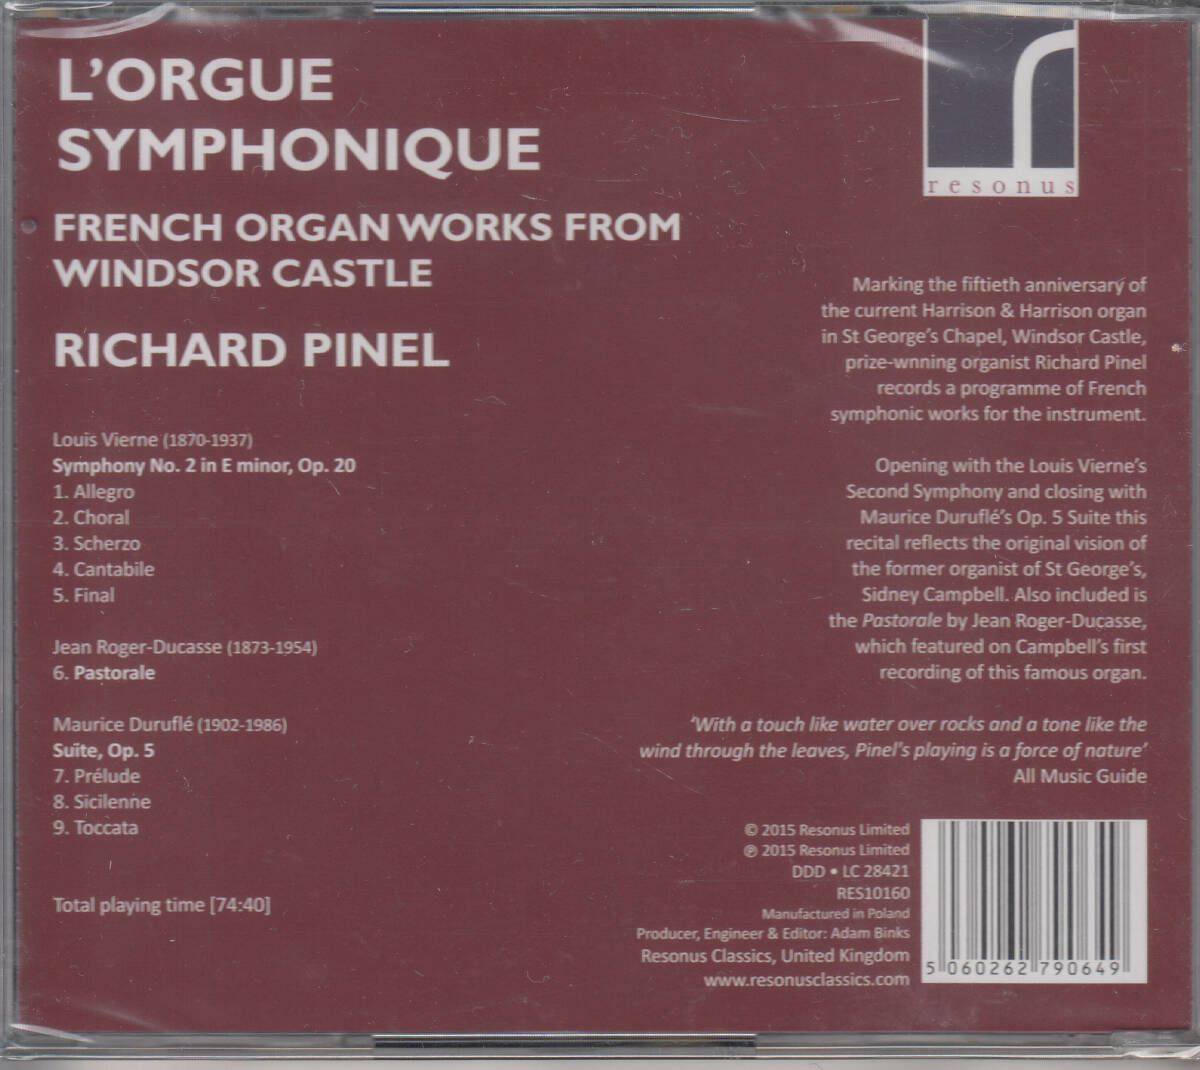 L'ORGUE
SYMPHONIQUE
FRENCH ORGAN WORKS FROM
WINDSOR CASTLE
RICHARD PINEL
Louis Vierne (1870-1937)
Symphony No. 2 in E minor, Op. 20
1. Allegro
2. Choral
3. Scherzo
4. Cantabile
5. Final
Jean Roger-Ducasse (1873-1954)
6. Pastorale
Maurice Duruflé (1902-1986)
Suite, Op. 5
7. Prélude
8. Sicilenne
9. Toccata
Total playing time [74:40]
resonus
Marking the fiftieth anniversary of
the current Harrison & Harrison organ
in St George's Chapel, Windsor Castle,
prize-wnning organist Richard Pinel
records a programme of French
symphonic works for the instrument.
Opening with the Louis Vierne's
Second Symphony and closing with
Maurice Duruflé's Op. 5 Suite this
recital reflects the original vision of
the former organist of St George's,
Sidney Campbell. Also included is
the Pastorale by Jean Roger-Ducasse,
which featured on Campbell's first
recording of this famous organ.
'With a touch like water over rocks and a tone like the
wind through the leaves, Pinel's playing is a force of nature'
All Music Guide
© 2015 Resonus Limited
℗ 2015 Resonus Limited
DDD • LC 28421
RES10160
Manufactured in Poland
Producer, Engineer & Editor: Adam Binks
Resonus Classics, United Kingdom
www.resonusclassics.com
5 060262 790649